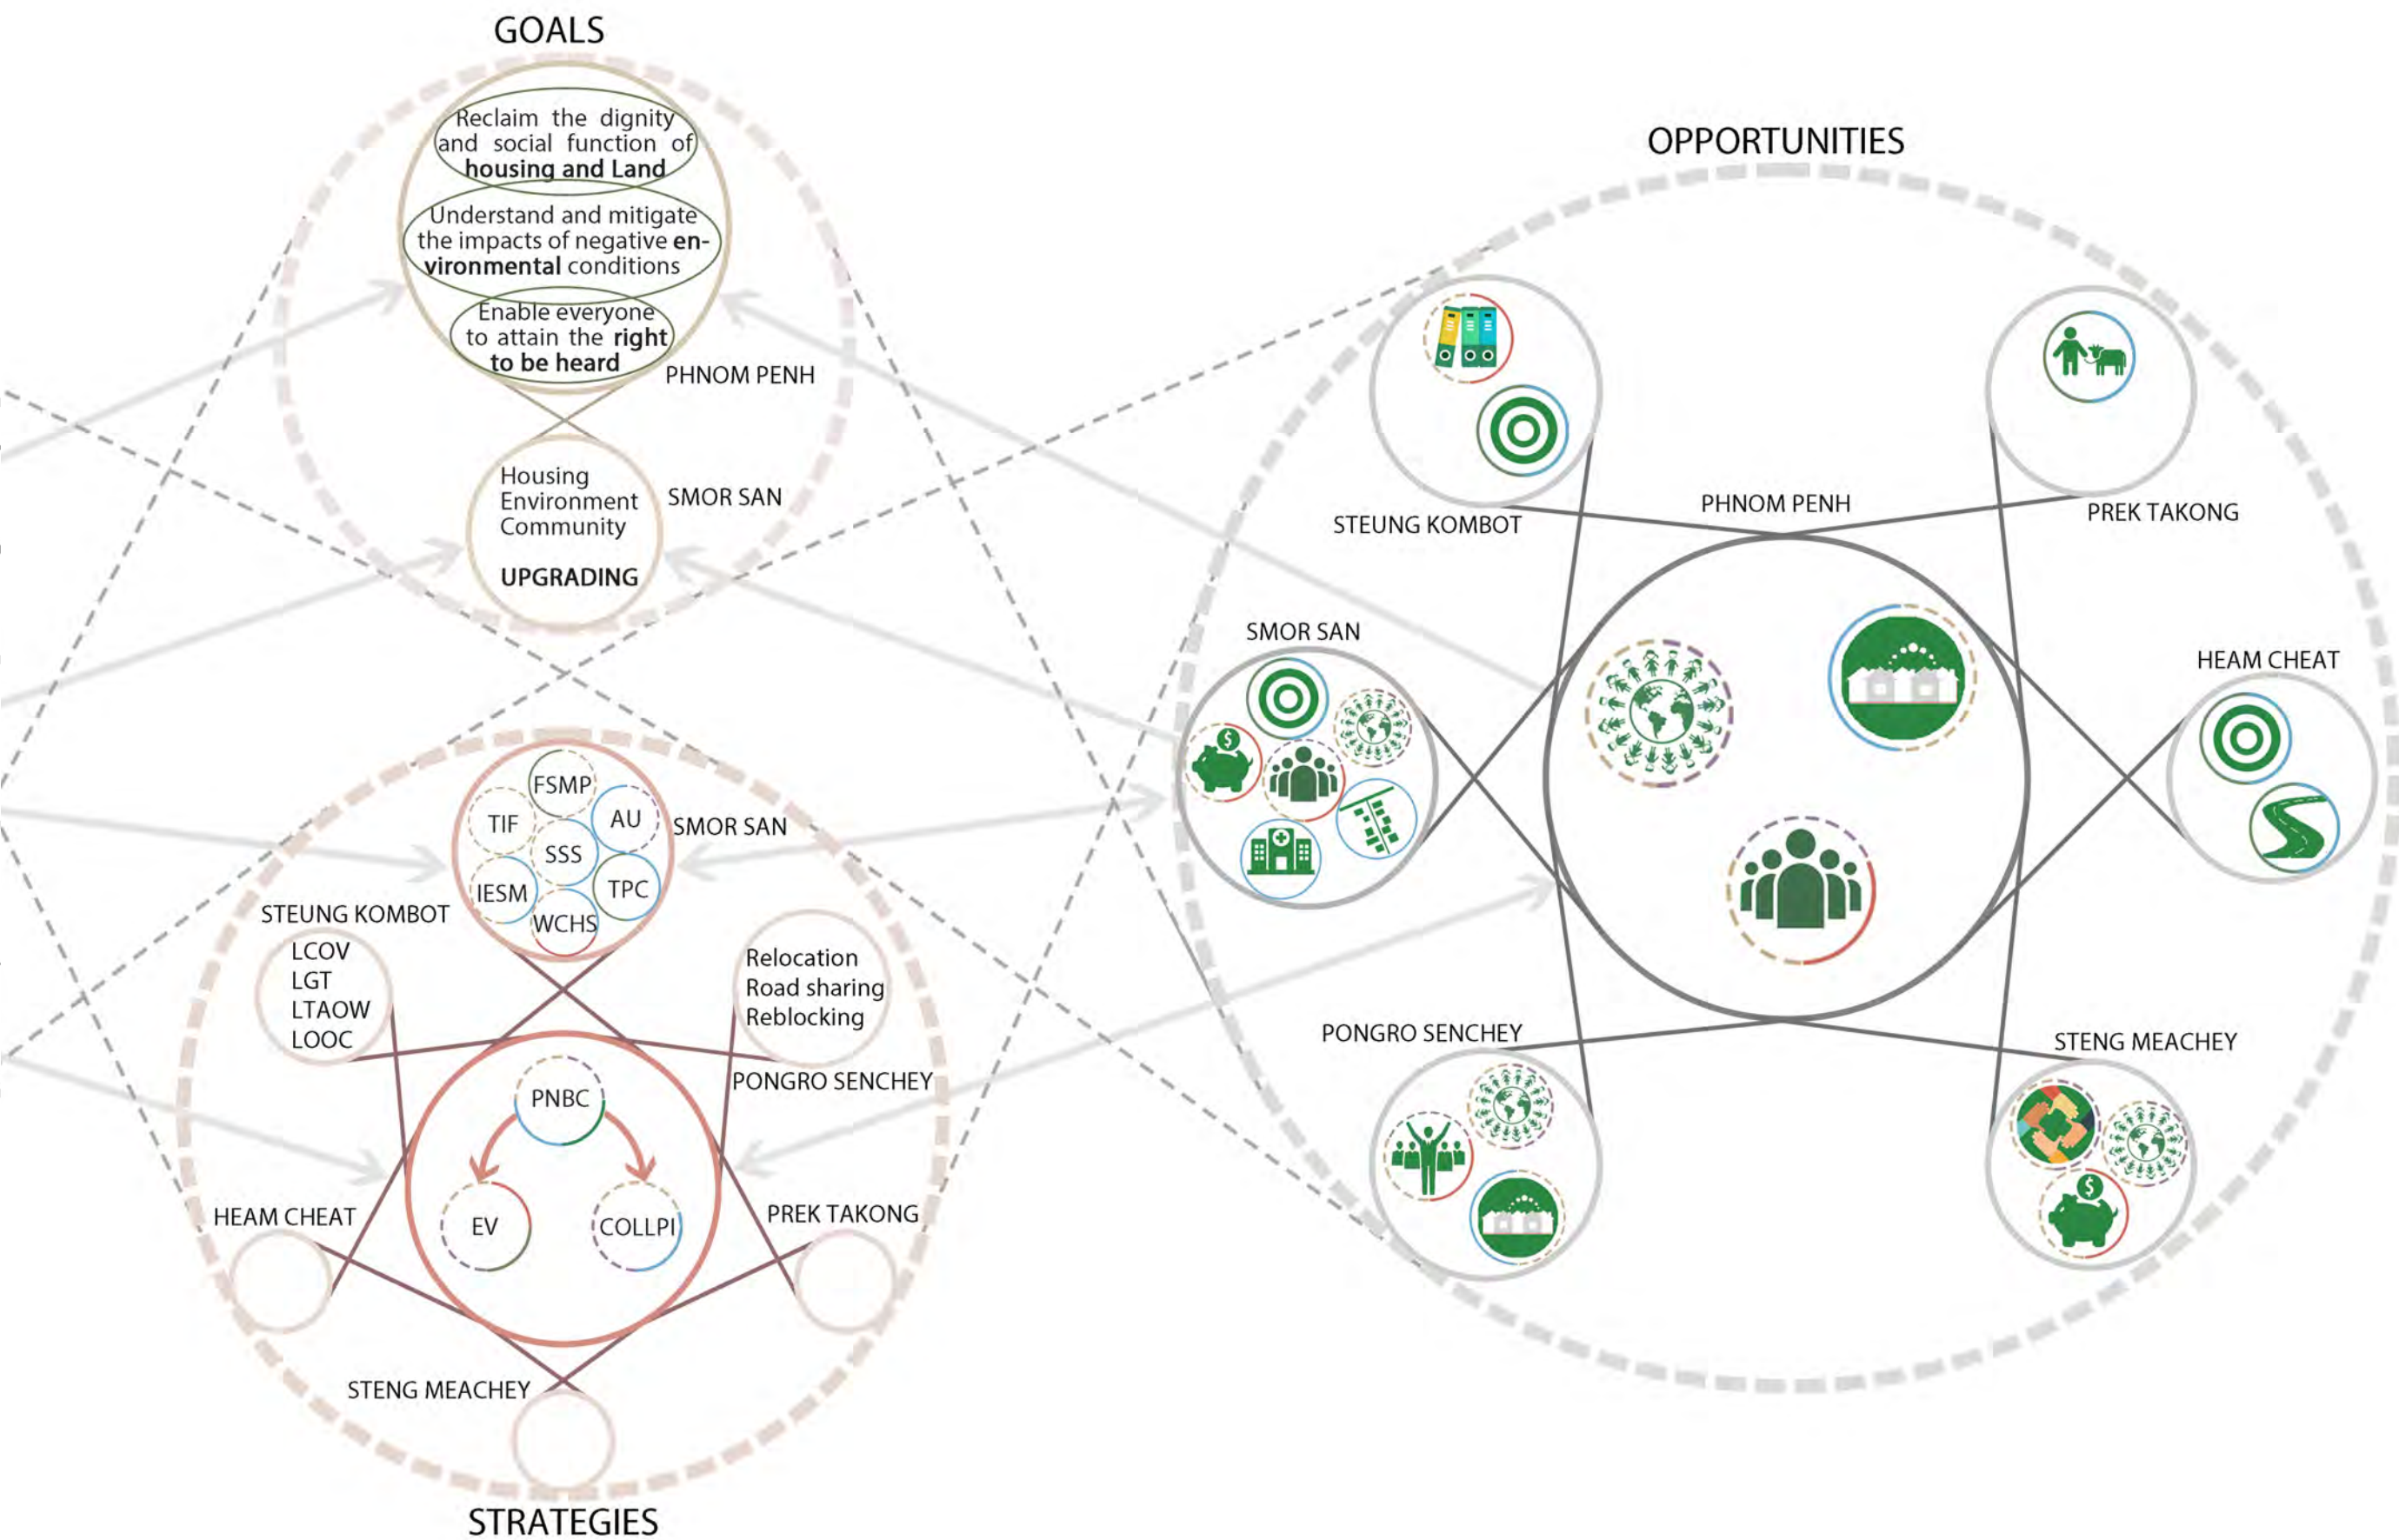 GOALS
Reclaim the dignity
and social function of
housing and Land
Understand and mitigate
the impacts of negative en-
vironmental conditions
Enable everyone
to attain the right
to be heard
PHNOM PENH
Housing
Environment
Community
UPGRADING
SMOR SAN
FSMP
TIF
AU
SSS
IESM
TPC
WCHS
SMOR SAN
STEUNG KOMBOT
LCOV
LGT
LTAOW
LOOC
Relocation
Road sharing
Reblocking
PONGRO SENCHEY
PNBC
EV
COLLPI
HEAM CHEAT
PREK TAKONG
STENG MEACHEY
STRATEGIES
OPPORTUNITIES
STEUNG KOMBOT
PHNOM PENH
PREK TAKONG
SMOR SAN
$
HEAM CHEAT
PONGRO SENCHEY
STENG MEACHEY
$